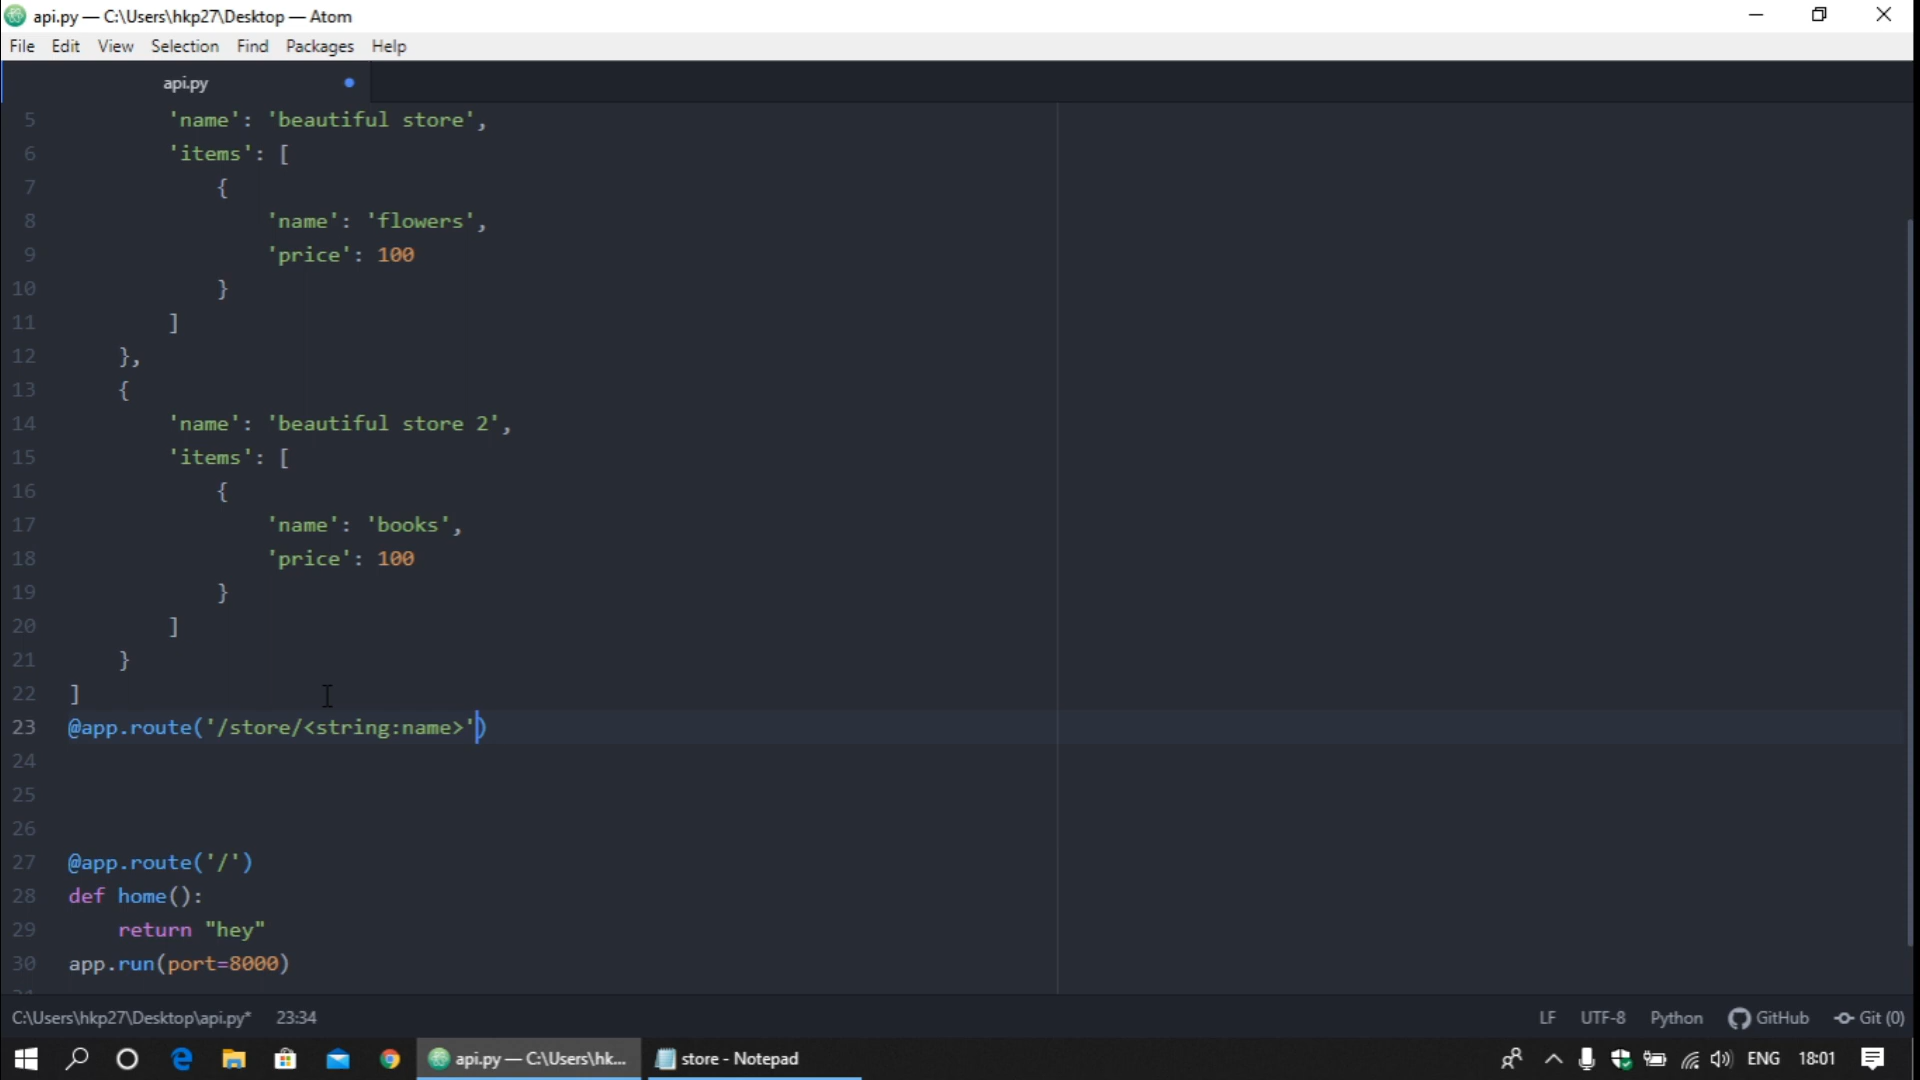 api.py — C:\Users\hkp27\Desktop — Atom
File Edit View Selection Find Packages Help
api.py
5 'name': 'beautiful store',
6 'items': [
7 {
8 'name': 'flowers',
9 'price': 100
10 }
11 ]
12 },
13 {
14 'name': 'beautiful store 2',
15 'items': [
16 {
17 'name': 'books',
18 'price': 100
19 }
20 ]
21 }
22 ]
23 @app.route('/store/<string:name>')
24
25
26
27 @app.route('/')
28 def home():
29 return "hey"
30 app.run(port=8000)
C:\Users\hkp27\Desktop\api.py* 23:34 LF UTF-8 Python GitHub Git (0)
api.py — C:\Users\hk... store - Notepad ENG 18:01